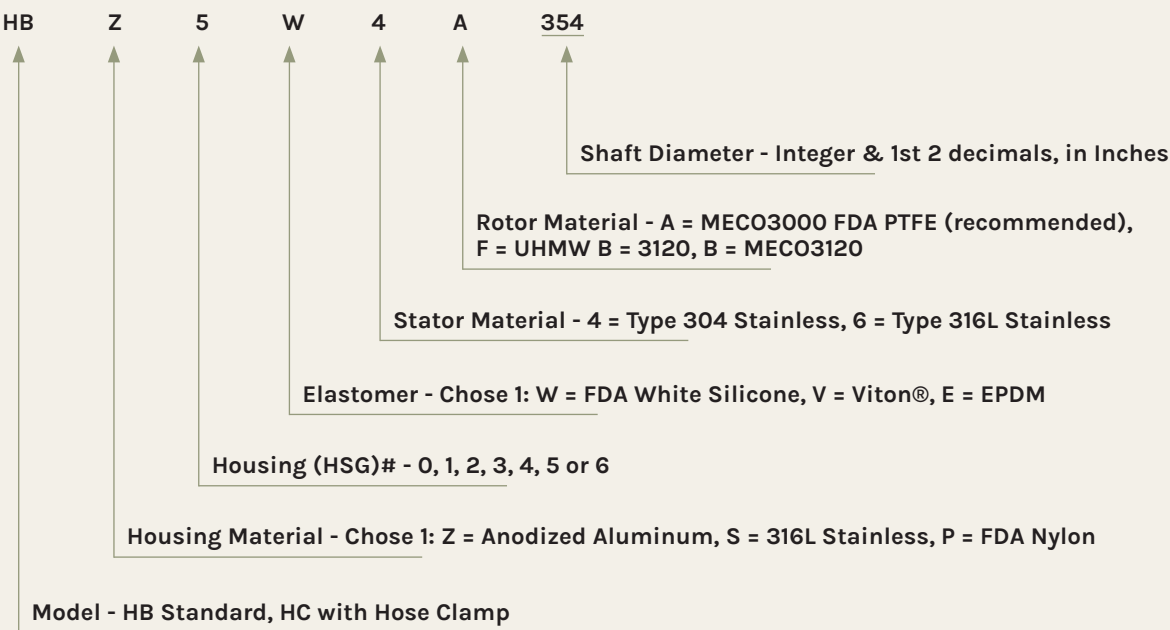 HB Z 5 W 4 A 354
Shaft Diameter - Integer & 1st 2 decimals, in Inches
Rotor Material - A = MECO3000 FDA PTFE (recommended),
F = UHMW B = 3120, B = MECO3120
Stator Material - 4 = Type 304 Stainless, 6 = Type 316L Stainless
Elastomer - Chose 1: W = FDA White Silicone, V = Viton®, E = EPDM
Housing (HSG)# - 0, 1, 2, 3, 4, 5 or 6
Housing Material - Chose 1: Z = Anodized Aluminum, S = 316L Stainless, P = FDA Nylon
Model - HB Standard, HC with Hose Clamp